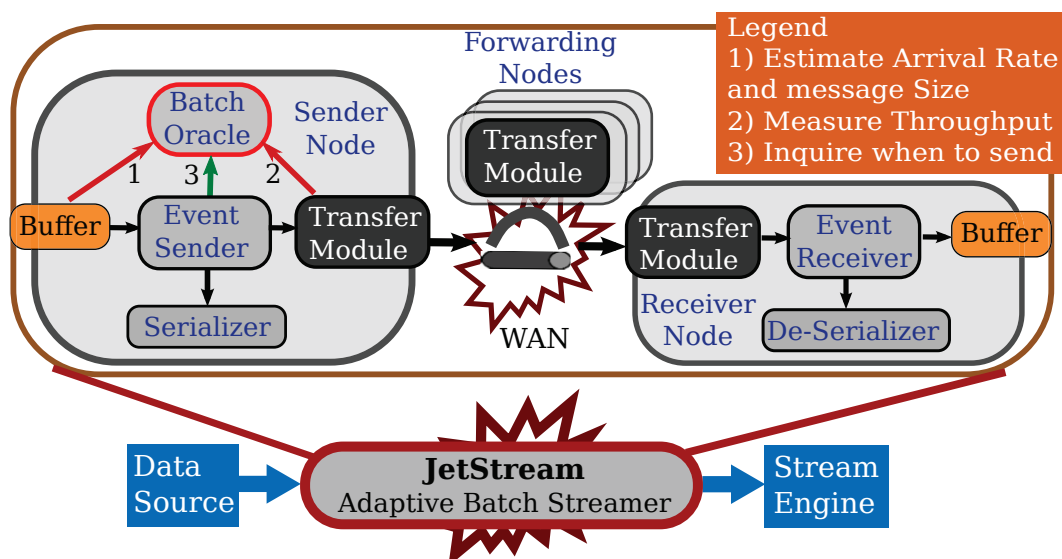 Forwarding
Nodes
Legend
1) Estimate Arrival Rate
and message Size
2) Measure Throughput
3) Inquire when to send
Batch
Oracle
Sender
Node
1
3
2
Transfer
Module
Buffer
Event
Sender
Transfer
Module
Serializer
WAN
Transfer
Module
Event
Receiver
Buffer
Receiver
Node
De-Serializer
Data
Source
JetStream
Adaptive Batch Streamer
Stream
Engine